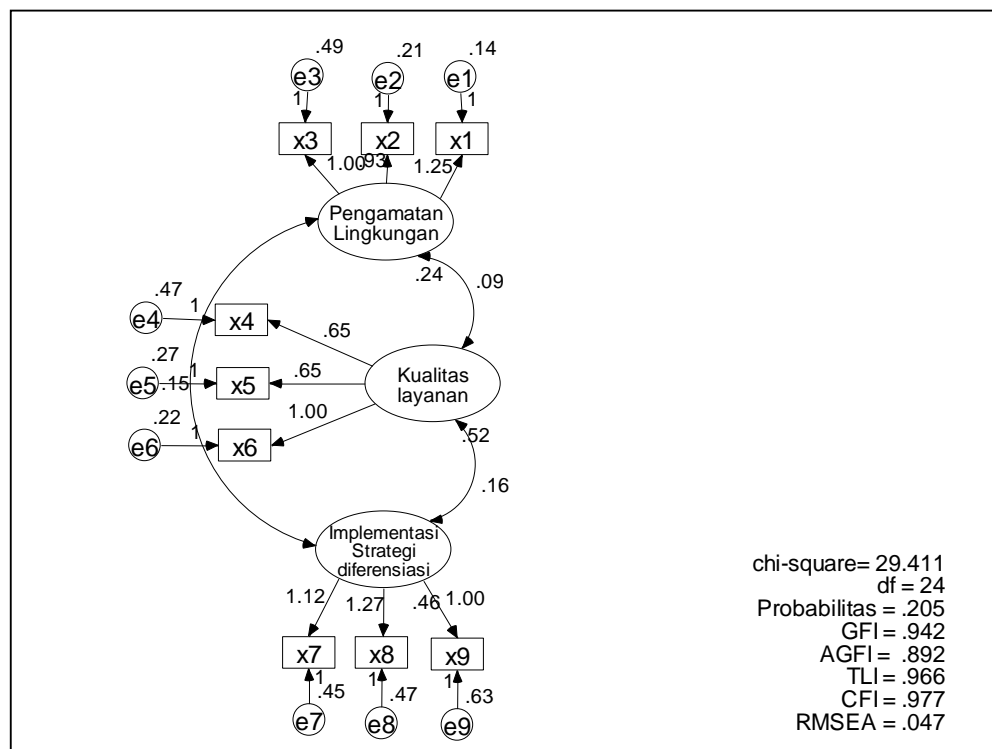 .49
.21
.14
e3
e2
e1
1
1
1
x3
x2
x1
1.00
.93
1.25
Pengamatan
Lingkungan
.24
.09
.47
e4
1
x4
.65
.27
e5
.15
1
x5
.65
Kualitas
layanan
.22
e6
1
x6
1.00
.52
.16
Implementasi
Strategi
diferensiasi
1.12
1.27
.46
1.00
x7
x8
x9
1
1
1
.45
.47
.63
e7
e8
e9
chi-square= 29.411
df = 24
Probabilitas = .205
GFI = .942
AGFI = .892
TLI = .966
CFI = .977
RMSEA = .047